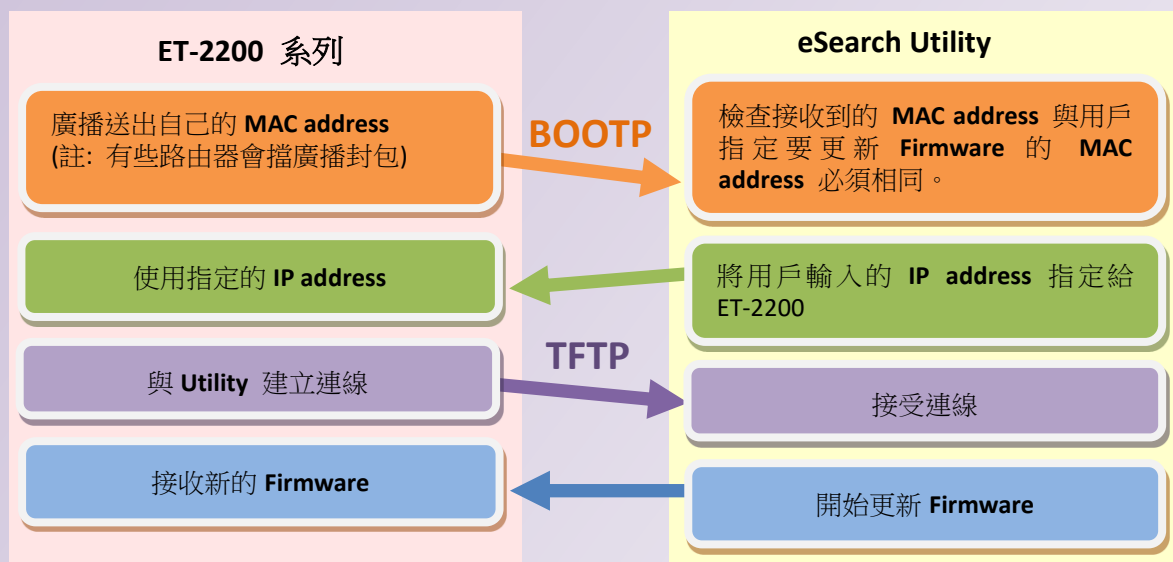 ET-2200 系列
eSearch Utility
廣播送出自己的 MAC address
(註: 有些路由器會擋廣播封包)
BOOTP
檢查接收到的 MAC address 與用戶
指定要更新 Firmware 的 MAC
address 必須相同。
使用指定的 IP address
將用戶輸入的 IP address 指定給
ET-2200
TFTP
與 Utility 建立連線
接受連線
接收新的 Firmware
開始更新 Firmware